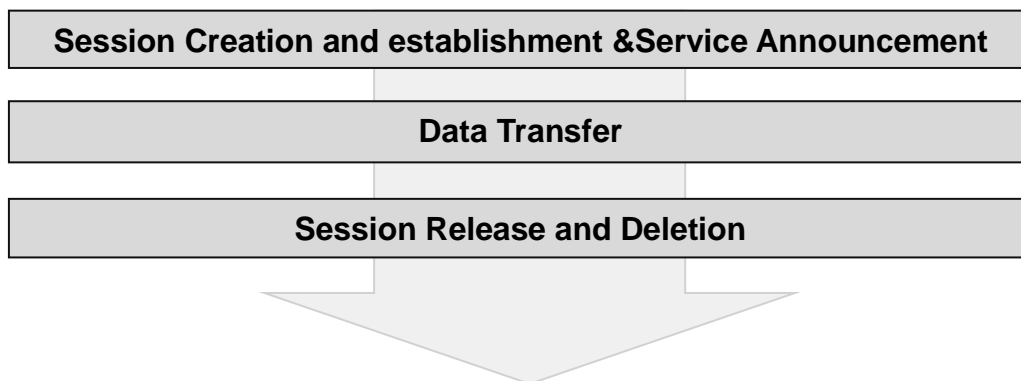 Session Creation and establishment &Service Announcement
Data Transfer
Session Release and Deletion